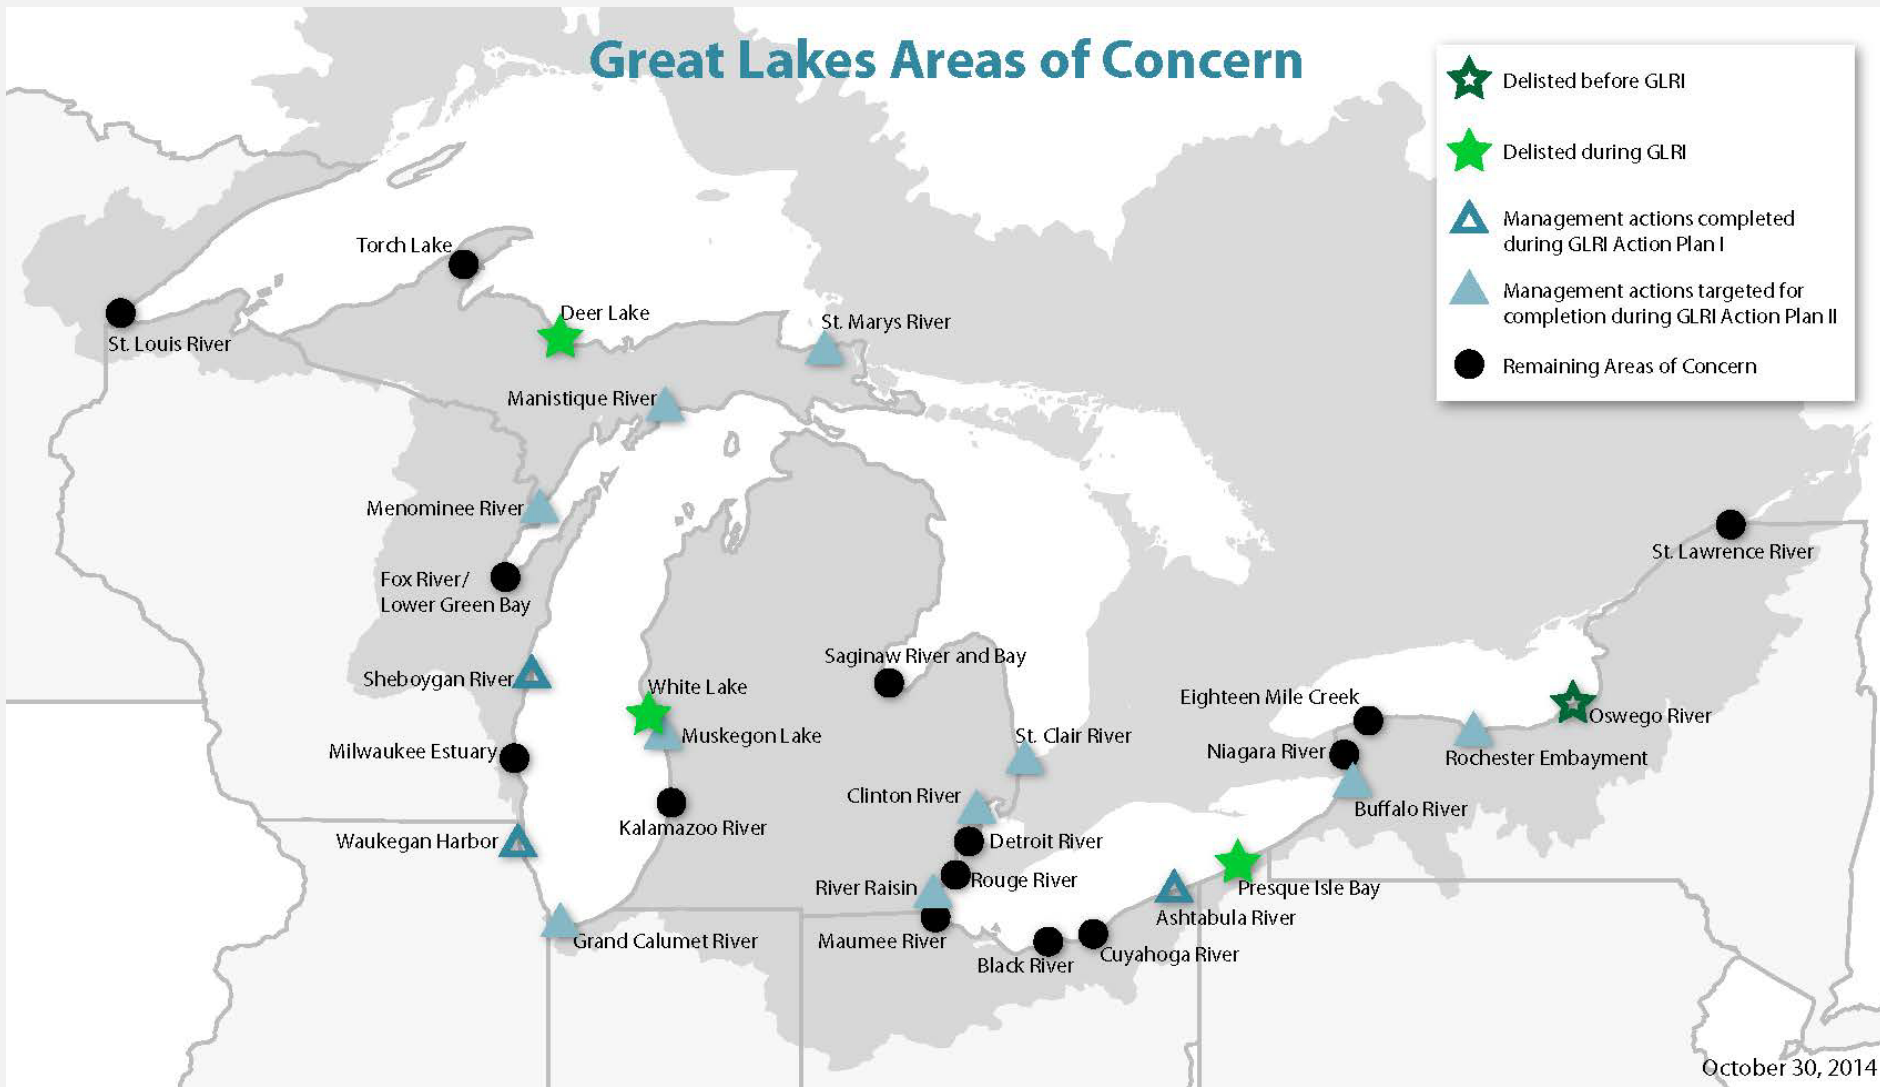 Great Lakes Areas of Concern
Delisted before GLRI
Delisted during GLRI
Management actions completed
during GLRI Action Plan I
Management actions targeted for
completion during GLRI Action Plan II
Remaining Areas of Concern
Torch Lake
Deer Lake
St. Marys River
St. Louis River
Manistique River
Menominee River
St. Lawrence River
Fox River/
Lower Green Bay
Saginaw River and Bay
Sheboygan River
White Lake
Eighteen Mile Creek
Oswego River
Muskegon Lake
St. Clair River
Milwaukee Estuary
Niagara River
Rochester Embayment
Clinton River
Buffalo River
Kalamazoo River
Waukegan Harbor
Detroit River
Rouge River
River Raisin
Presque Isle Bay
Ashtabula River
Grand Calumet River
Maumee River
Cuyahoga River
Black River
October 30, 2014